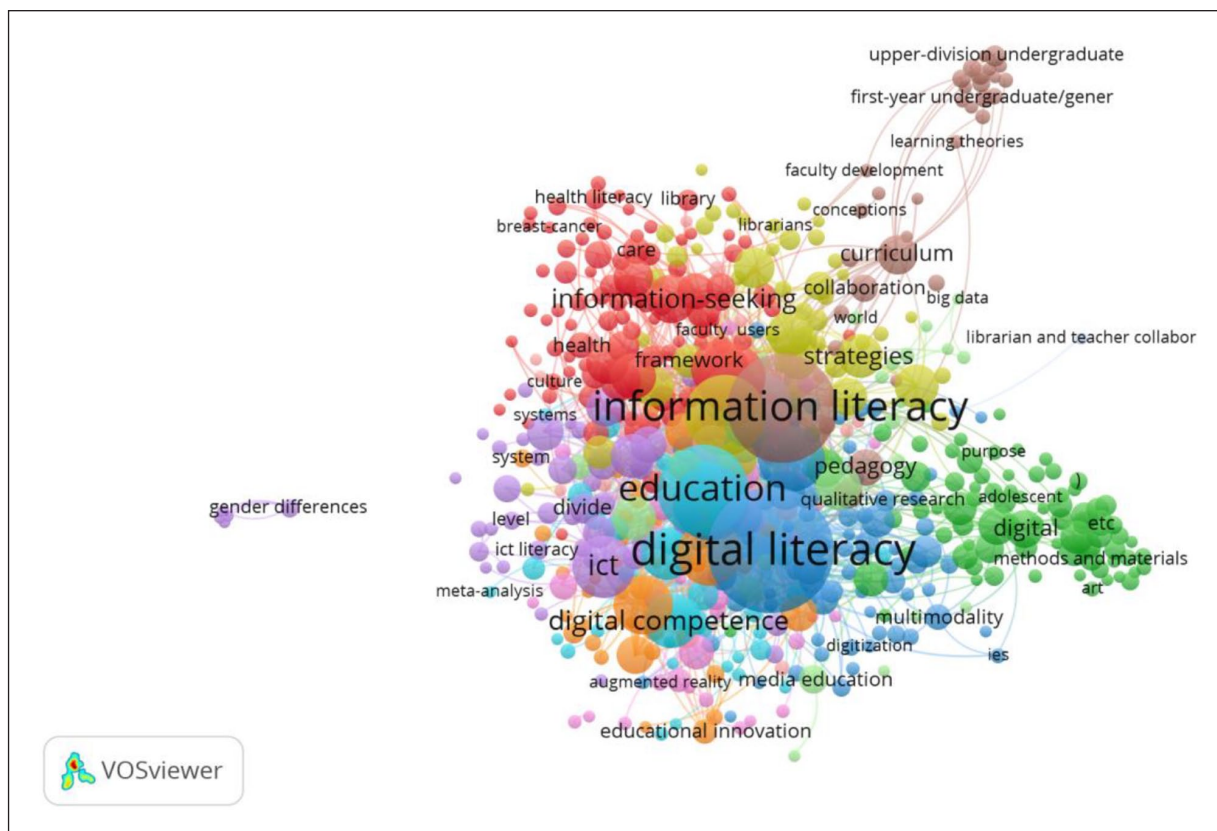 upper-division undergraduate
first-year undergraduate/gener
learning theories
faculty development
health literacy
library
conceptions
breast-cancer
librarians
care
curriculum
collaboration
information-seeking
big data
world
faculty
users
librarian and teacher collabor
health
framework
strategies
culture
information literacy
systems
system
pedagogy
purpose
)
education
qualitative research
adolescent
gender differences
divide
level
digital
etc
ict literacy
digital literacy
ict
methods and materials
meta-analysis
art
digital competence
multimodality
digitization
ies
augmented reality
media education
educational innovation
VOSviewer